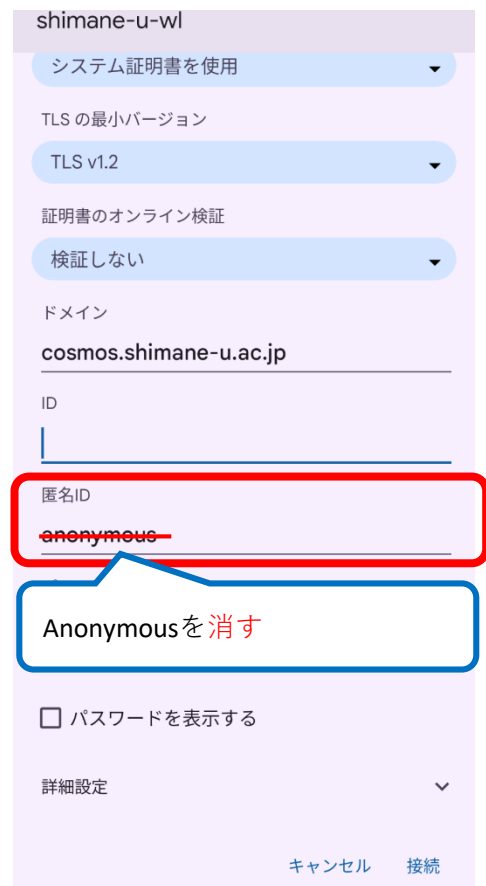 shimane-u-wl
システム証明書を使用
TLS の最小バージョン
TLS v1.2
証明書のオンライン検証
検証しない
ドメイン
cosmos.shimane-u.ac.jp
ID
匿名ID
anonymous
Anonymousを消す
パスワードを表示する
詳細設定
キャンセル 接続